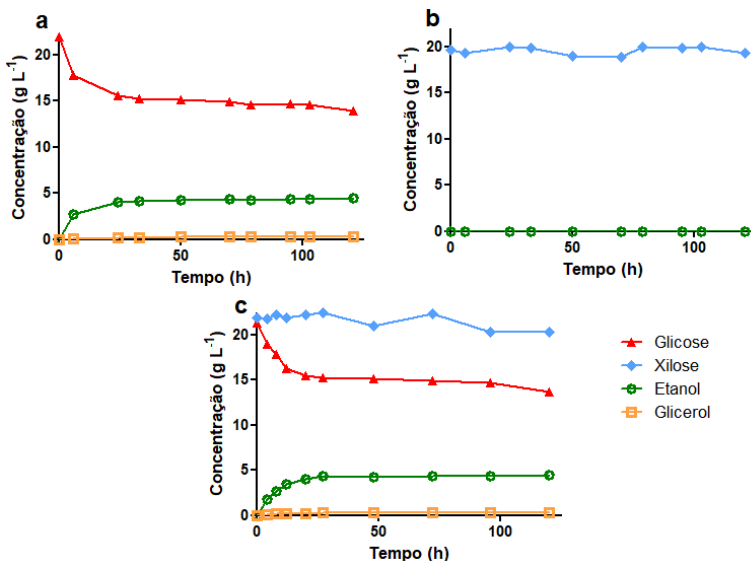 a
Concentração (g L⁻¹)
20
15
10
5
0
0
50
100
Tempo (h)
b
Concentração (g L⁻¹)
20
15
10
5
0
0
50
100
Tempo (h)
c
Concentração (g L⁻¹)
20
15
10
5
0
0
50
100
Tempo (h)
Glicose
Xilose
Etanol
Glicerol